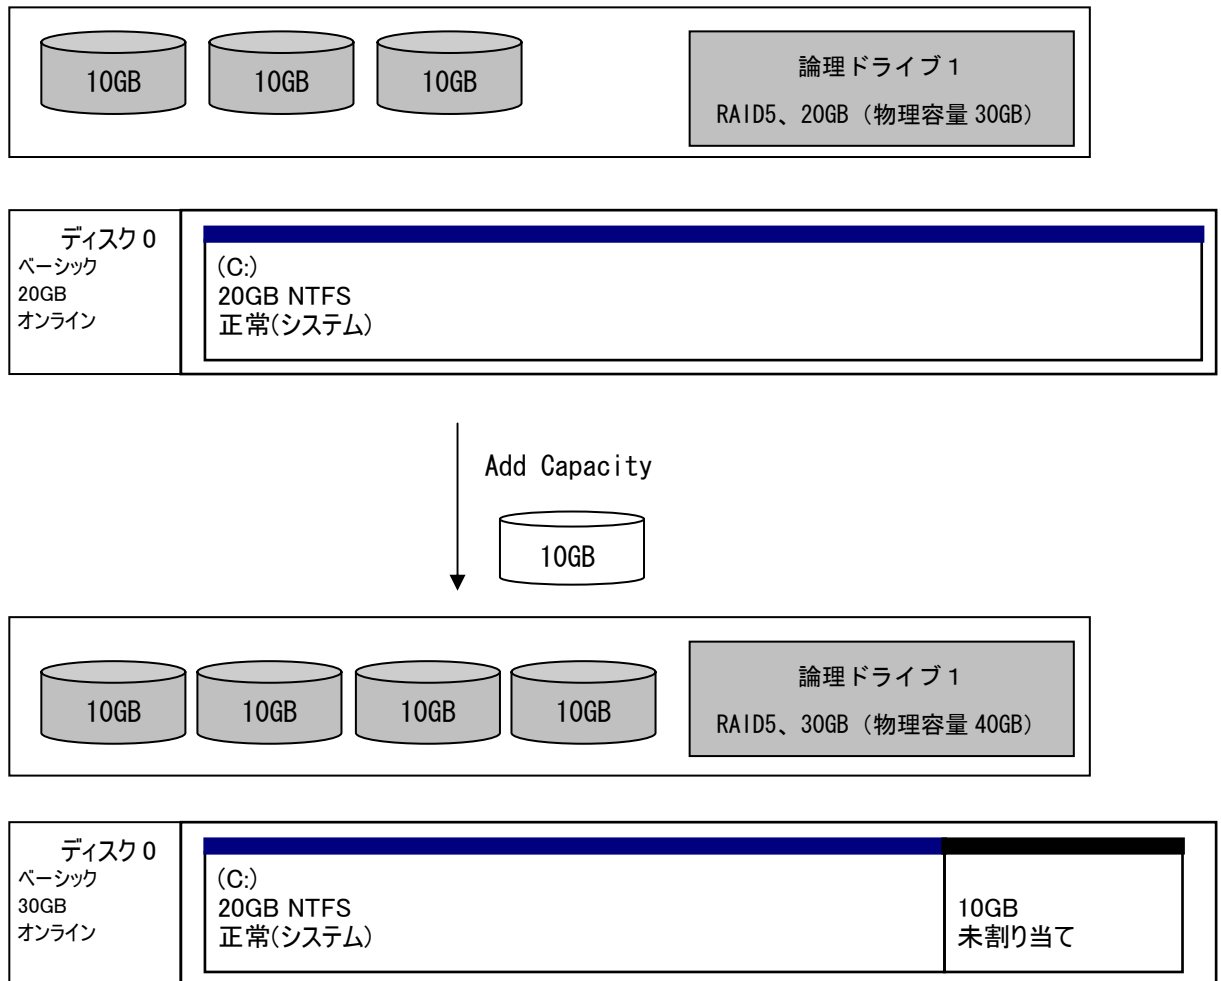 10GB 10GB 10GB
論理ドライブ１
RAID5、20GB（物理容量 30GB）
ディスク 0
ベーシック
20GB
オンライン
(C:)
20GB NTFS
正常(システム)
Add Capacity
10GB
10GB 10GB 10GB 10GB
論理ドライブ１
RAID5、30GB（物理容量 40GB）
ディスク 0
ベーシック
30GB
オンライン
(C:)
20GB NTFS
正常(システム)
10GB
未割り当て